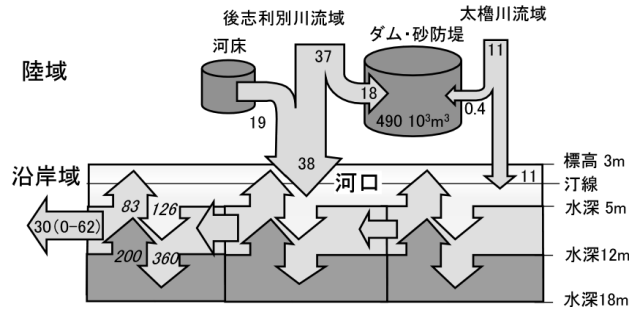 後志利別川流域
太櫓川流域
陸域
河床
ダム・砂防堤
37
11
18
0.4
19
490 10³m³
38
標高 3m
沿岸域
河口
11
汀線
83
126
水深 5m
30(0-62)
200
360
水深12m
水深18m